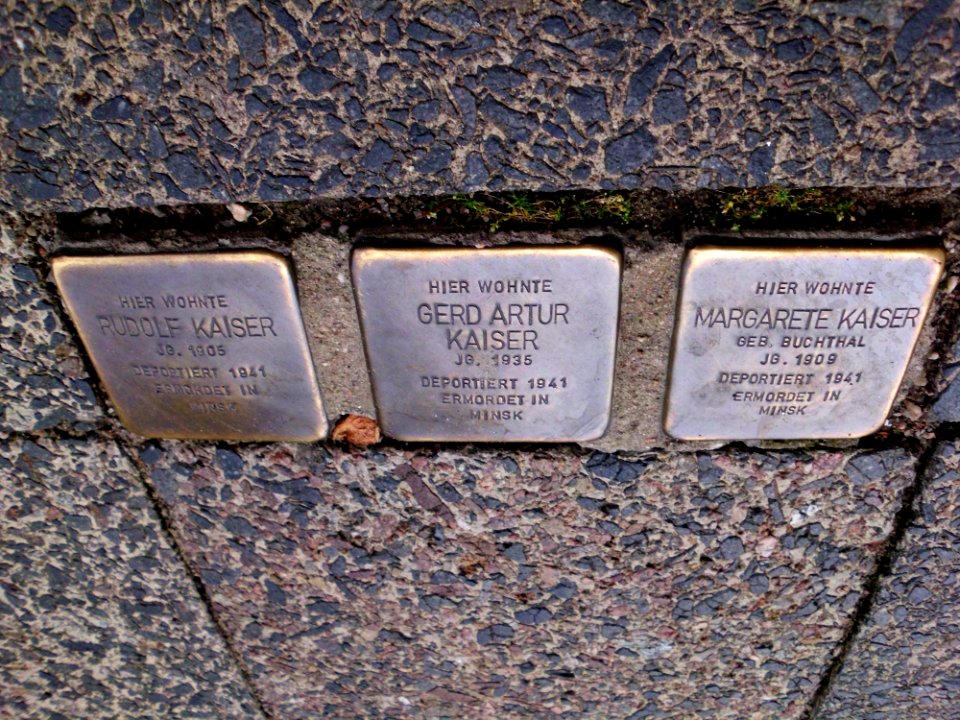 HIER WOHNTE
RUDOLF KAISER
JG. 1905
DEPORTIERT 1941
ERMORDET IN
MINSK
HIER WOHNTE
GERD ARTUR
KAISER
JG. 1935
DEPORTIERT 1941
ERMORDET IN
MINSK
HIER WOHNTE
MARGARETE KAISER
GEB. BUCHTHAL
JG. 1909
DEPORTIERT 1941
ERMORDET IN
MINSK